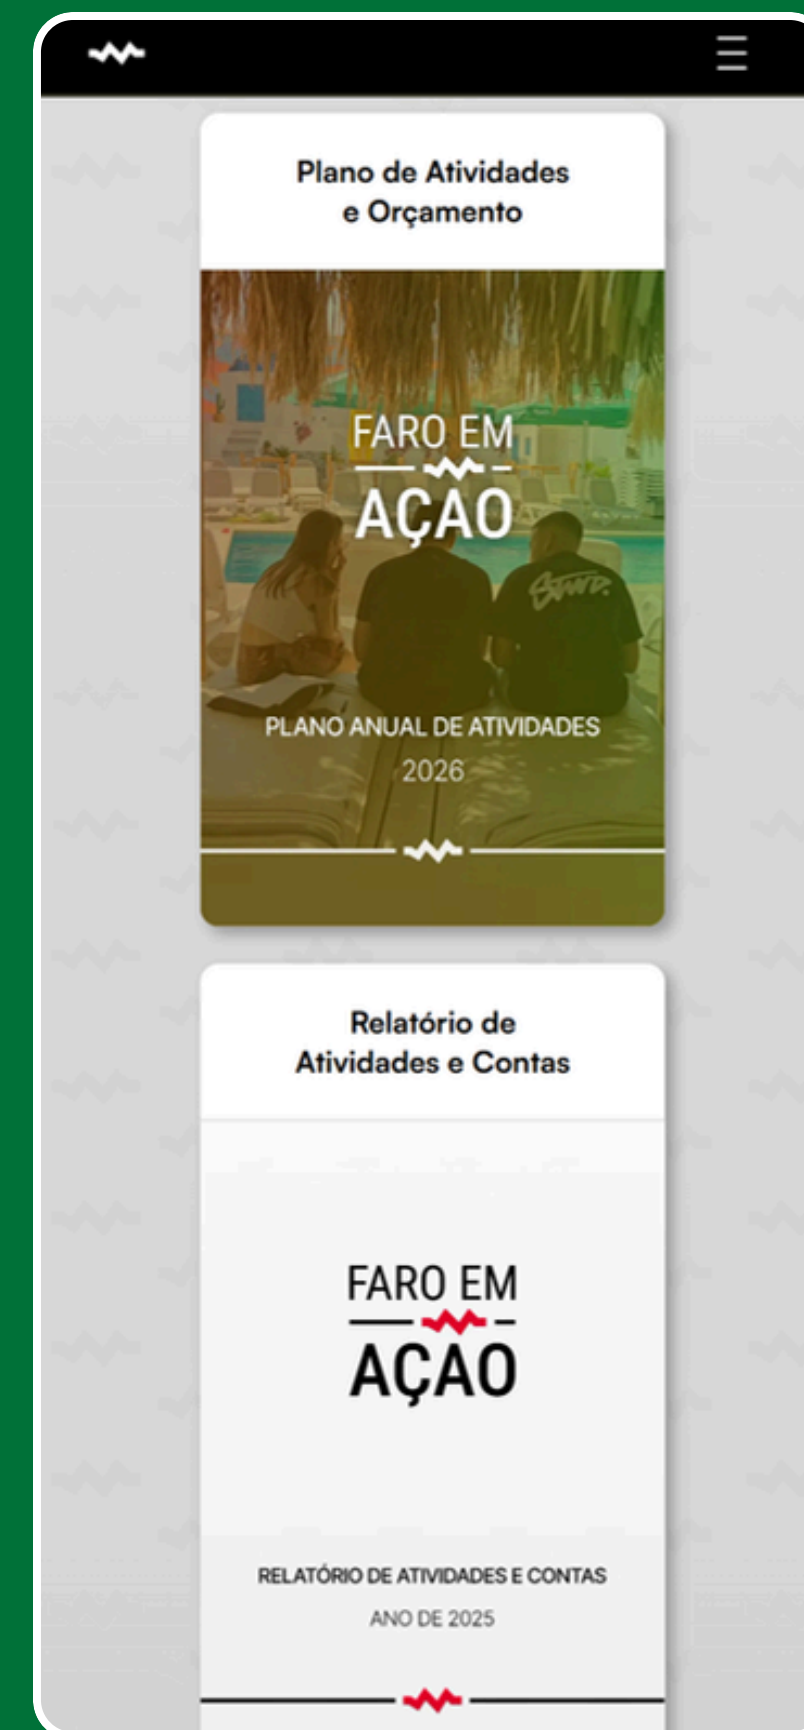 Plano de Atividades
e Orçamento
FARO EM
AÇAO
Stwd.
PLANO ANUAL DE ATIVIDADES
2026
Relatório de
Atividades e Contas
FARO EM
AÇAO
RELATÓRIO DE ATIVIDADES E CONTAS
ANO DE 2025